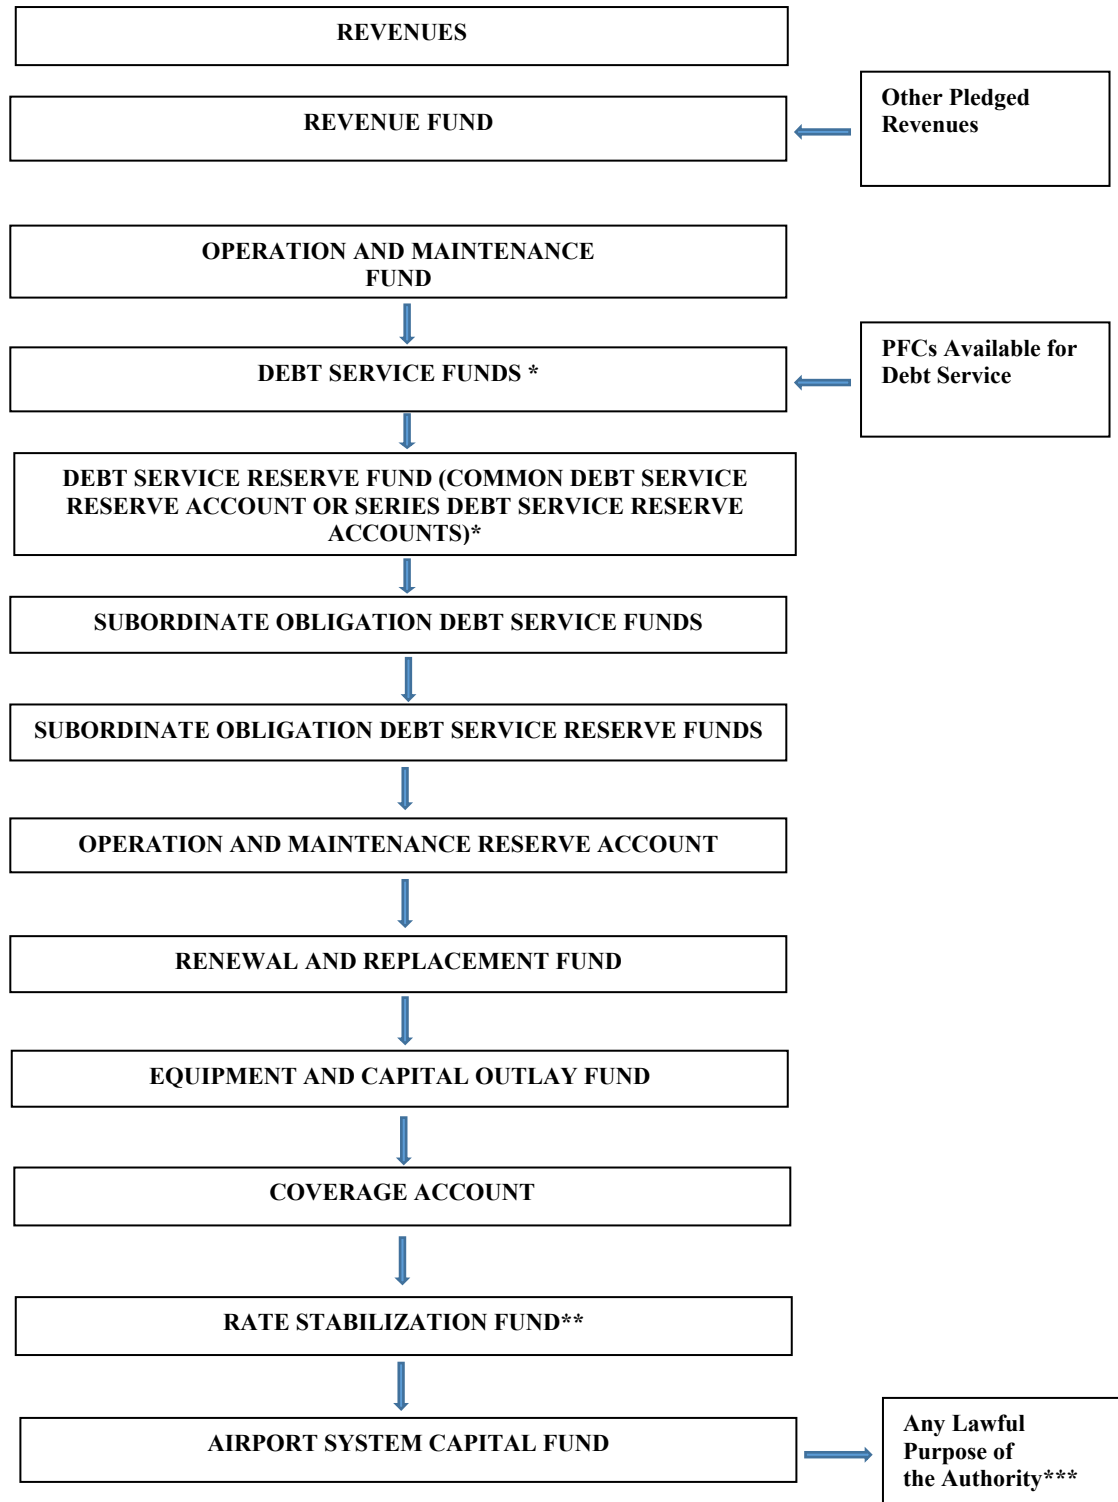 REVENUES
REVENUE FUND
Other Pledged
Revenues
OPERATION AND MAINTENANCE
FUND
DEBT SERVICE FUNDS *
PFCs Available for
Debt Service
DEBT SERVICE RESERVE FUND (COMMON DEBT SERVICE
RESERVE ACCOUNT OR SERIES DEBT SERVICE RESERVE
ACCOUNTS)*
SUBORDINATE OBLIGATION DEBT SERVICE FUNDS
SUBORDINATE OBLIGATION DEBT SERVICE RESERVE FUNDS
OPERATION AND MAINTENANCE RESERVE ACCOUNT
RENEWAL AND REPLACEMENT FUND
EQUIPMENT AND CAPITAL OUTLAY FUND
COVERAGE ACCOUNT
RATE STABILIZATION FUND**
AIRPORT SYSTEM CAPITAL FUND
Any Lawful
Purpose of
the Authority***